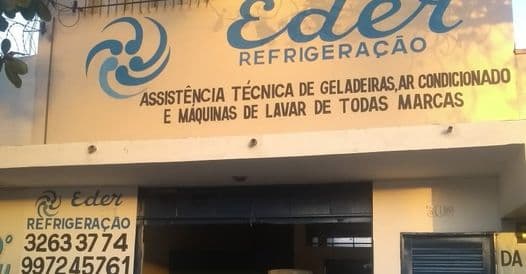 Eder
REFRIGERAÇÃO
ASSISTÊNCIA TÉCNICA DE GELADEIRAS,AR CONDICIONADO
E MÁQUINAS DE LAVAR DE TODAS MARCAS
Eder
REFRIGERAÇÃO
3263 3774
997245761
DA